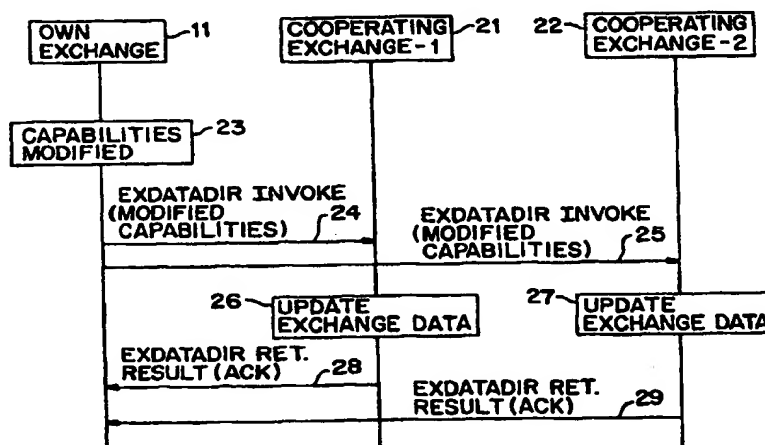 OWN
EXCHANGE
11
COOPERATING
EXCHANGE-1
21
22
COOPERATING
EXCHANGE-2
CAPABILITIES
MODIFIED
23
EXDATADIR INVOKE
(MODIFIED
CAPABILITIES)
24
EXDATADIR INVOKE
(MODIFIED
CAPABILITIES)
25
26
UPDATE
EXCHANGE DATA
27
UPDATE
EXCHANGE DATA
EXDATADIR RET.
RESULT (ACK)
28
EXDATADIR RET.
RESULT (ACK)
29